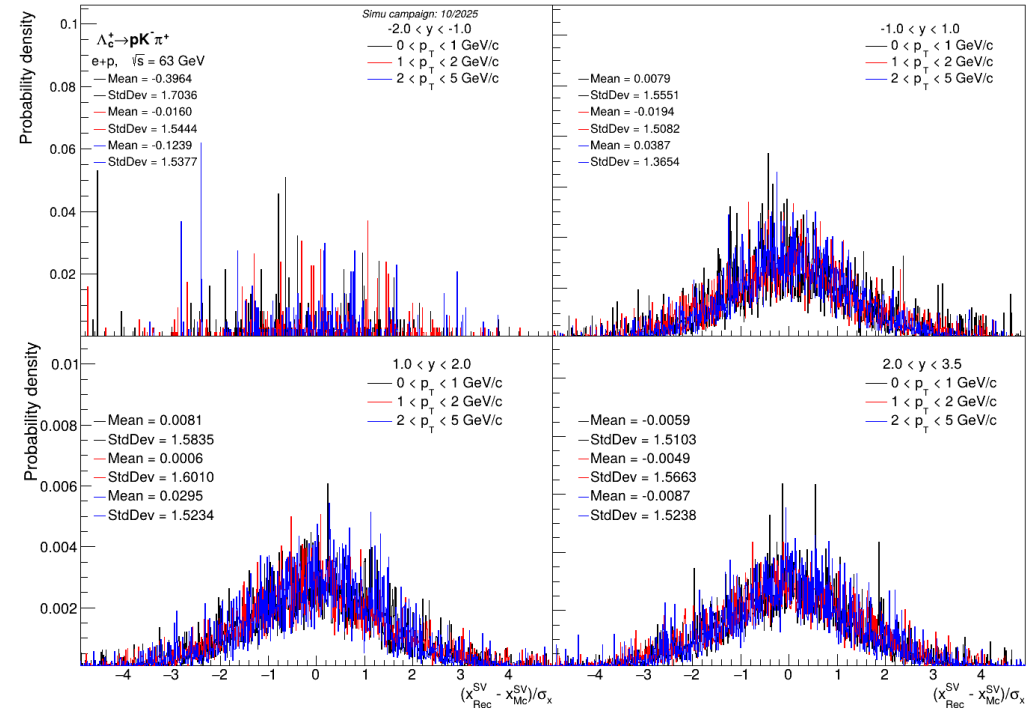 Simu campaign: 10/2025
Probability density
0.1
0.08
0.06
0.04
0.02
Λc+→pK-π+
e+p, √s = 63 GeV
Mean = -0.3964
StdDev = 1.7036
Mean = -0.0160
StdDev = 1.5444
Mean = -0.1239
StdDev = 1.5377
-2.0 < y < -1.0
0 < pT < 1 GeV/c
1 < pT < 2 GeV/c
2 < pT < 5 GeV/c
-1.0 < y < 1.0
0 < pT < 1 GeV/c
1 < pT < 2 GeV/c
2 < pT < 5 GeV/c
Mean = 0.0079
StdDev = 1.5551
Mean = -0.0194
StdDev = 1.5082
Mean = 0.0387
StdDev = 1.3654
Probability density
0.01
0.008
0.006
0.004
0.002
1.0 < y < 2.0
0 < pT < 1 GeV/c
1 < pT < 2 GeV/c
2 < pT < 5 GeV/c
Mean = 0.0081
StdDev = 1.5835
Mean = 0.0006
StdDev = 1.6010
Mean = 0.0295
StdDev = 1.5234
−4 −3 −2 −1 0 1 2 3 4
(xRecSV - xMcSV)/σx
2.0 < y < 3.5
0 < pT < 1 GeV/c
1 < pT < 2 GeV/c
2 < pT < 5 GeV/c
Mean = -0.0059
StdDev = 1.5103
Mean = -0.0049
StdDev = 1.5663
Mean = -0.0087
StdDev = 1.5238
−4 −3 −2 −1 0 1 2 3 4
(xRecSV - xMcSV)/σx